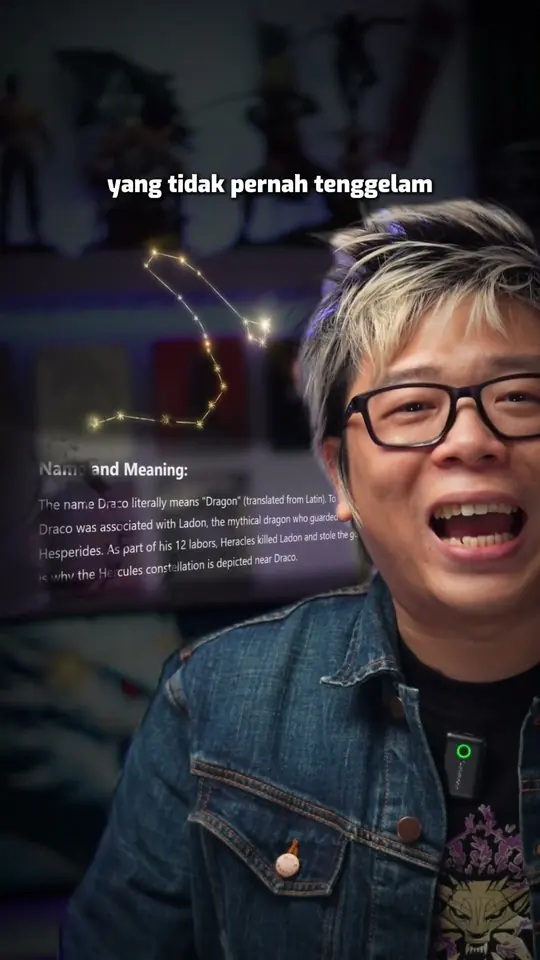 yang tidak pernah tenggelam
Name and Meaning:
The name Draco literally means "Dragon" (translated from Latin). To
Draco was associated with Ladon, the mythical dragon who guarded
Hesperides. As part of his 12 labors, Heracles killed Ladon and stole the
is why the Hercules constellation is depicted near Draco.